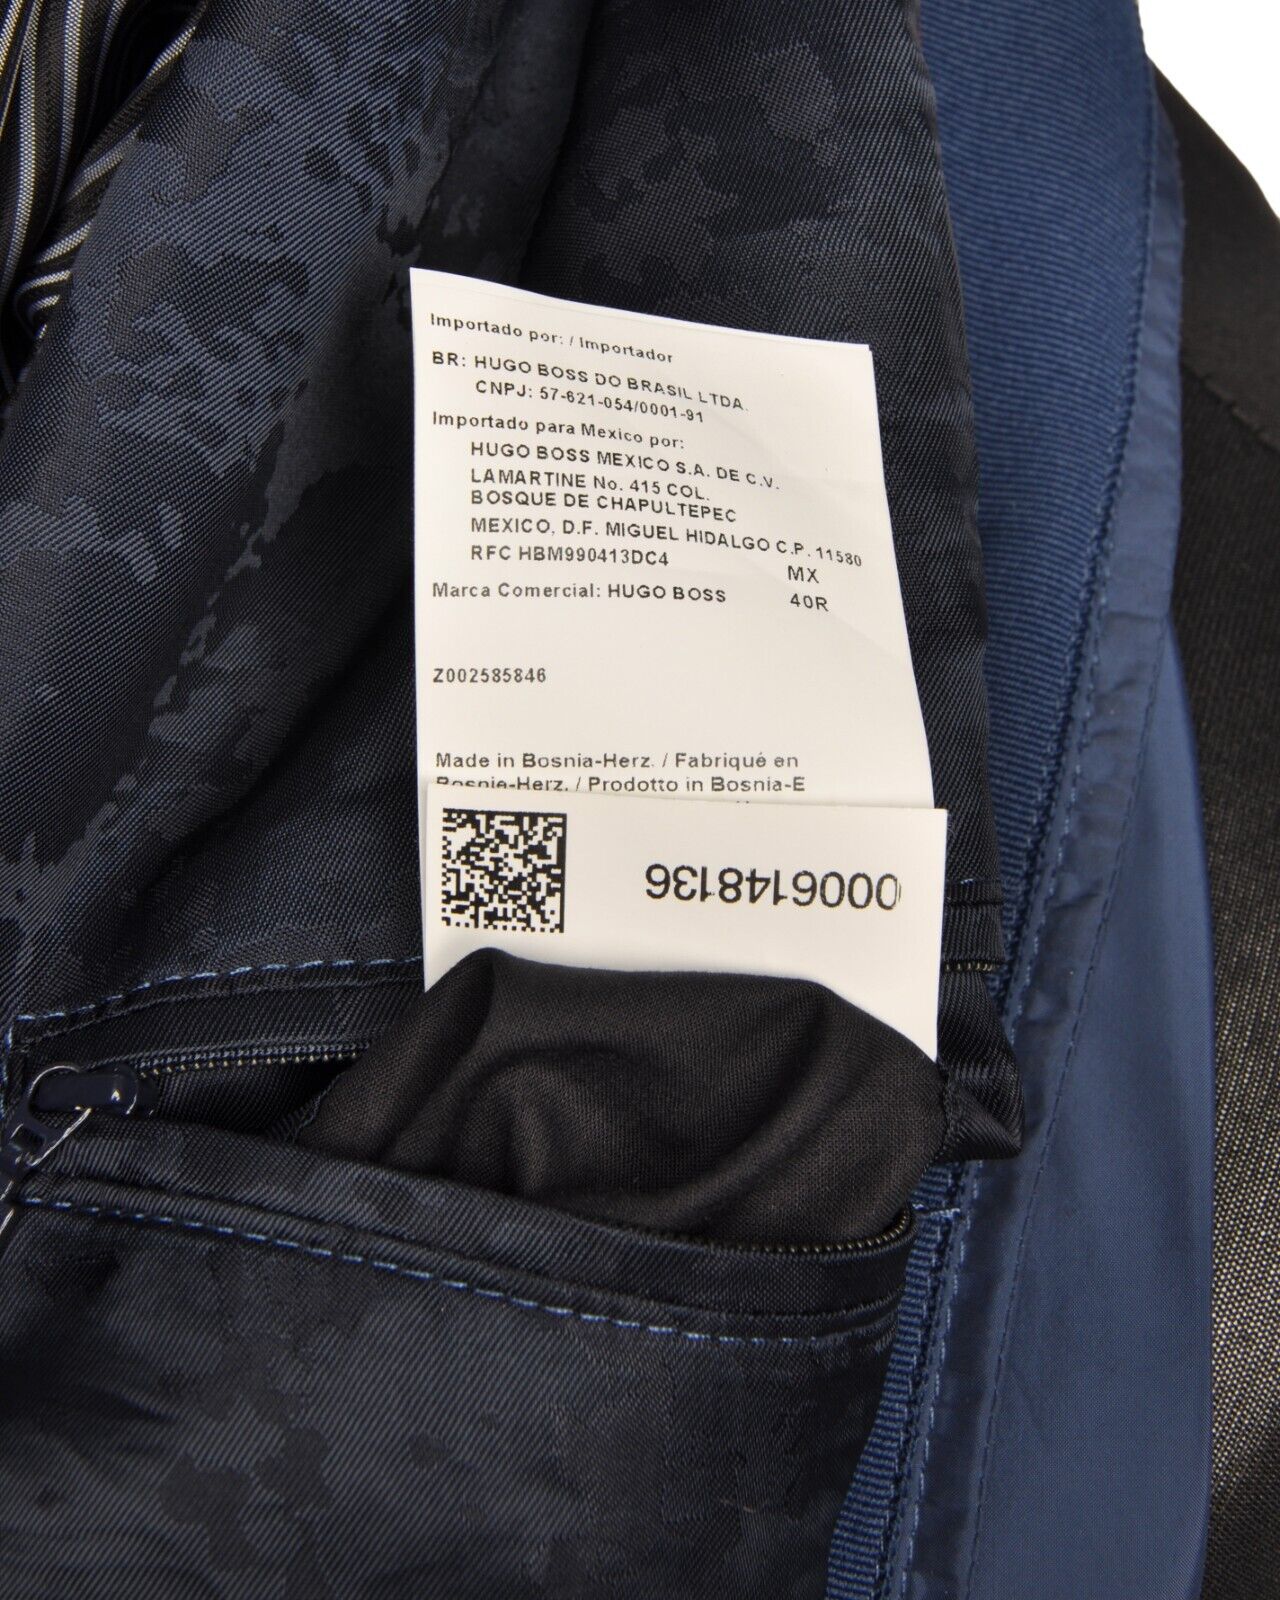 Importado por: / Importador
BR: HUGO BOSS DO BRASIL LTDA.
CNPJ: 57-621-054/0001-91
Importado para Mexico por:
HUGO BOSS MEXICO S.A. DE C.V.
LAMARTINE No. 415 COL.
BOSQUE DE CHAPULTEPEC
MEXICO, D.F. MIGUEL HIDALGO C.P. 11580
RFC HBM990413DC4 MX
Marca Comercial: HUGO BOSS 40R
Z002585846
Made in Bosnia-Herz. / Fabriqué en
Bosnie-Herz. / Prodotto in Bosnia-E
0006148136